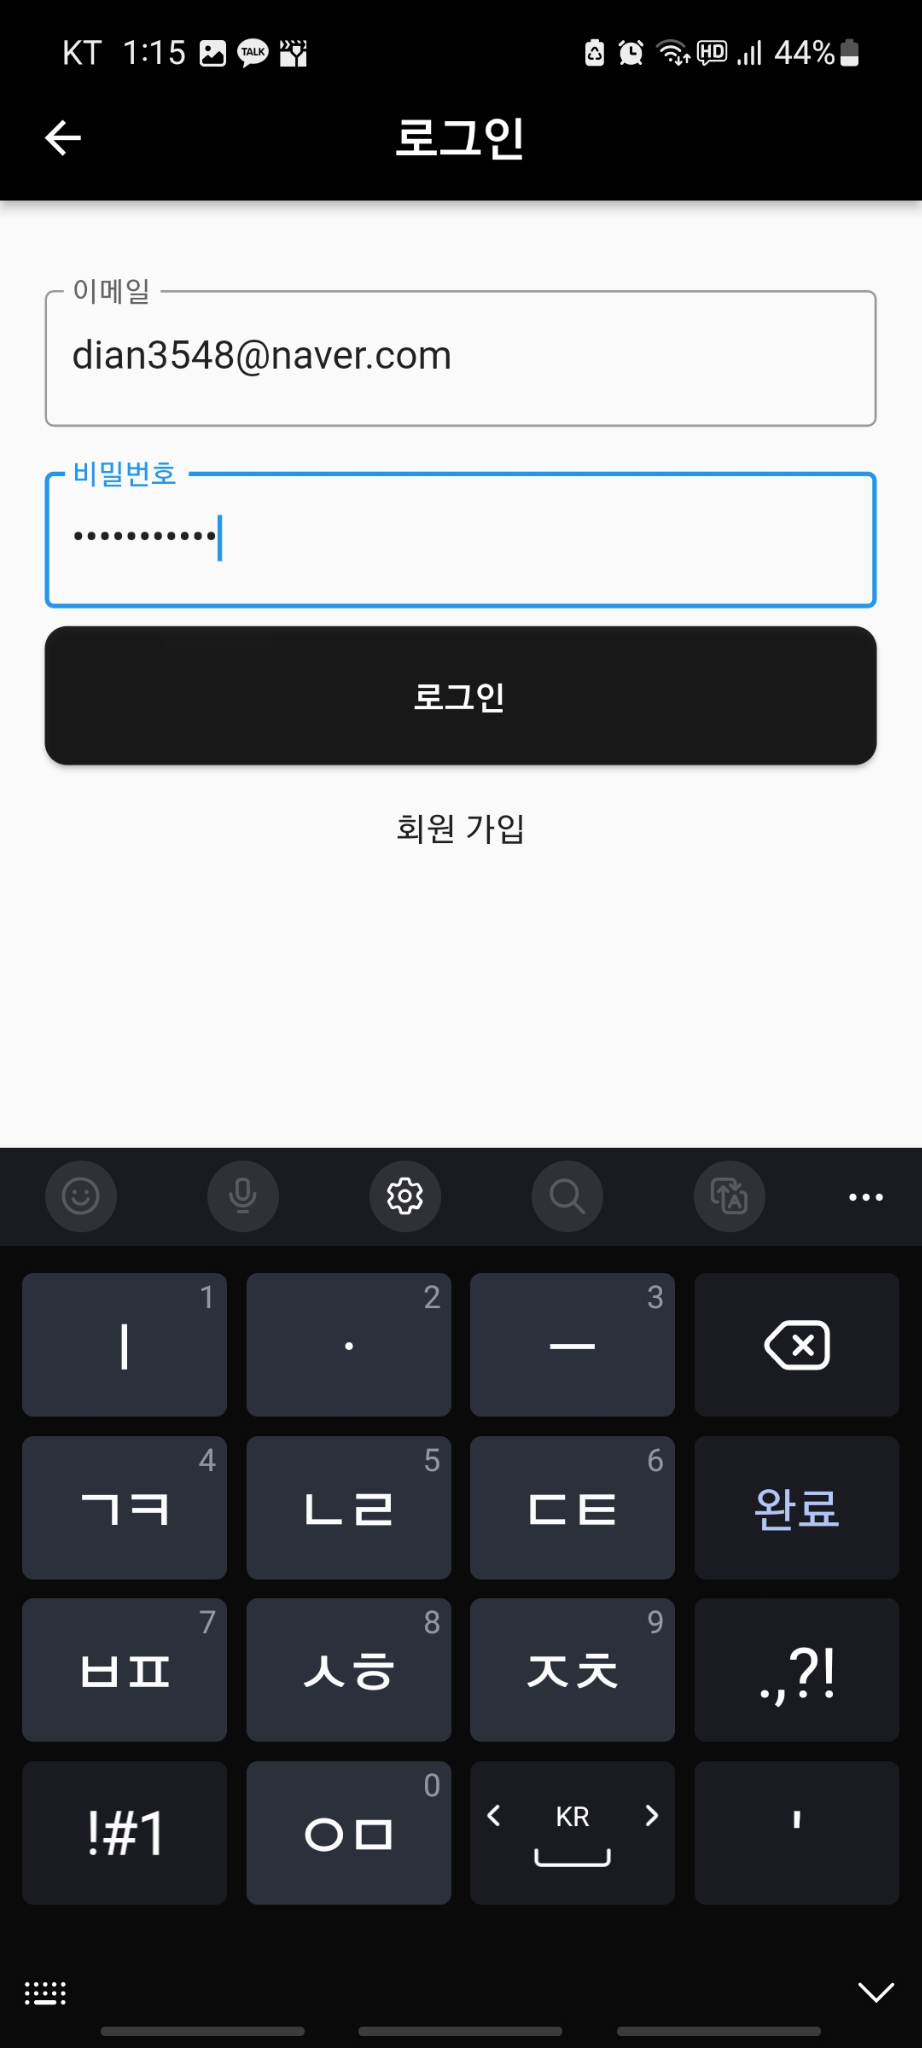 KT 1:15 TALK HD 44%
로그인
이메일
dian3548@naver.com
비밀번호
•••••••••••
로그인
회원 가입
1 2 3
ㅣ · ㅡ
4 5 6
ㄱㅋ ㄴㄹ ㄷㅌ 완료
7 8 9
ㅂㅍ ㅅㅎ ㅈㅊ .,?!
0
!#1 ㅇㅁ < KR > '